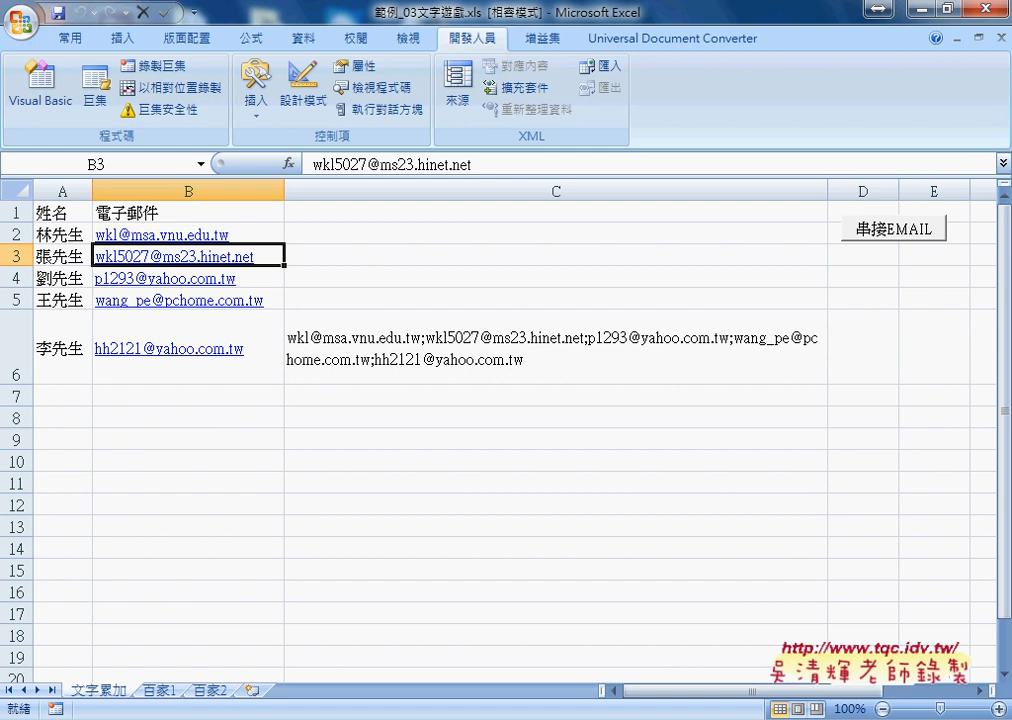 範例_03文字遊戲.xls [相容模式] - Microsoft Excel
常用 插入 版面配置 公式 資料 校閱 檢視 開發人員 增益集 Universal Document Converter
Visual Basic 巨集 錄製巨集 以相對位置錄製 巨集安全性 程式碼
插入 設計模式 屬性 檢視程式碼 執行對話方塊 控制項
來源 對應內容 擴充套件 重新整理資料 匯入 匯出 XML
B3 fx wkl5027@ms23.hinet.net
A B C D E
1 姓名 電子郵件
2 林先生 wkl@msa.vnu.edu.tw 串接EMAIL
3 張先生 wkl5027@ms23.hinet.net
4 劉先生 p1293@yahoo.com.tw
5 王先生 wang_pe@pchome.com.tw
6 李先生 hh2121@yahoo.com.tw
wkl@msa.vnu.edu.tw;wkl5027@ms23.hinet.net;p1293@yahoo.com.tw;wang_pe@pc
home.com.tw;hh2121@yahoo.com.tw
7
8
9
10
11
12
13
14
15
16
17
18
19
20
http://www.tqc.idv.tw/
吳清輝老師錄製
文字累加 百家1 百家2
就緒 100%